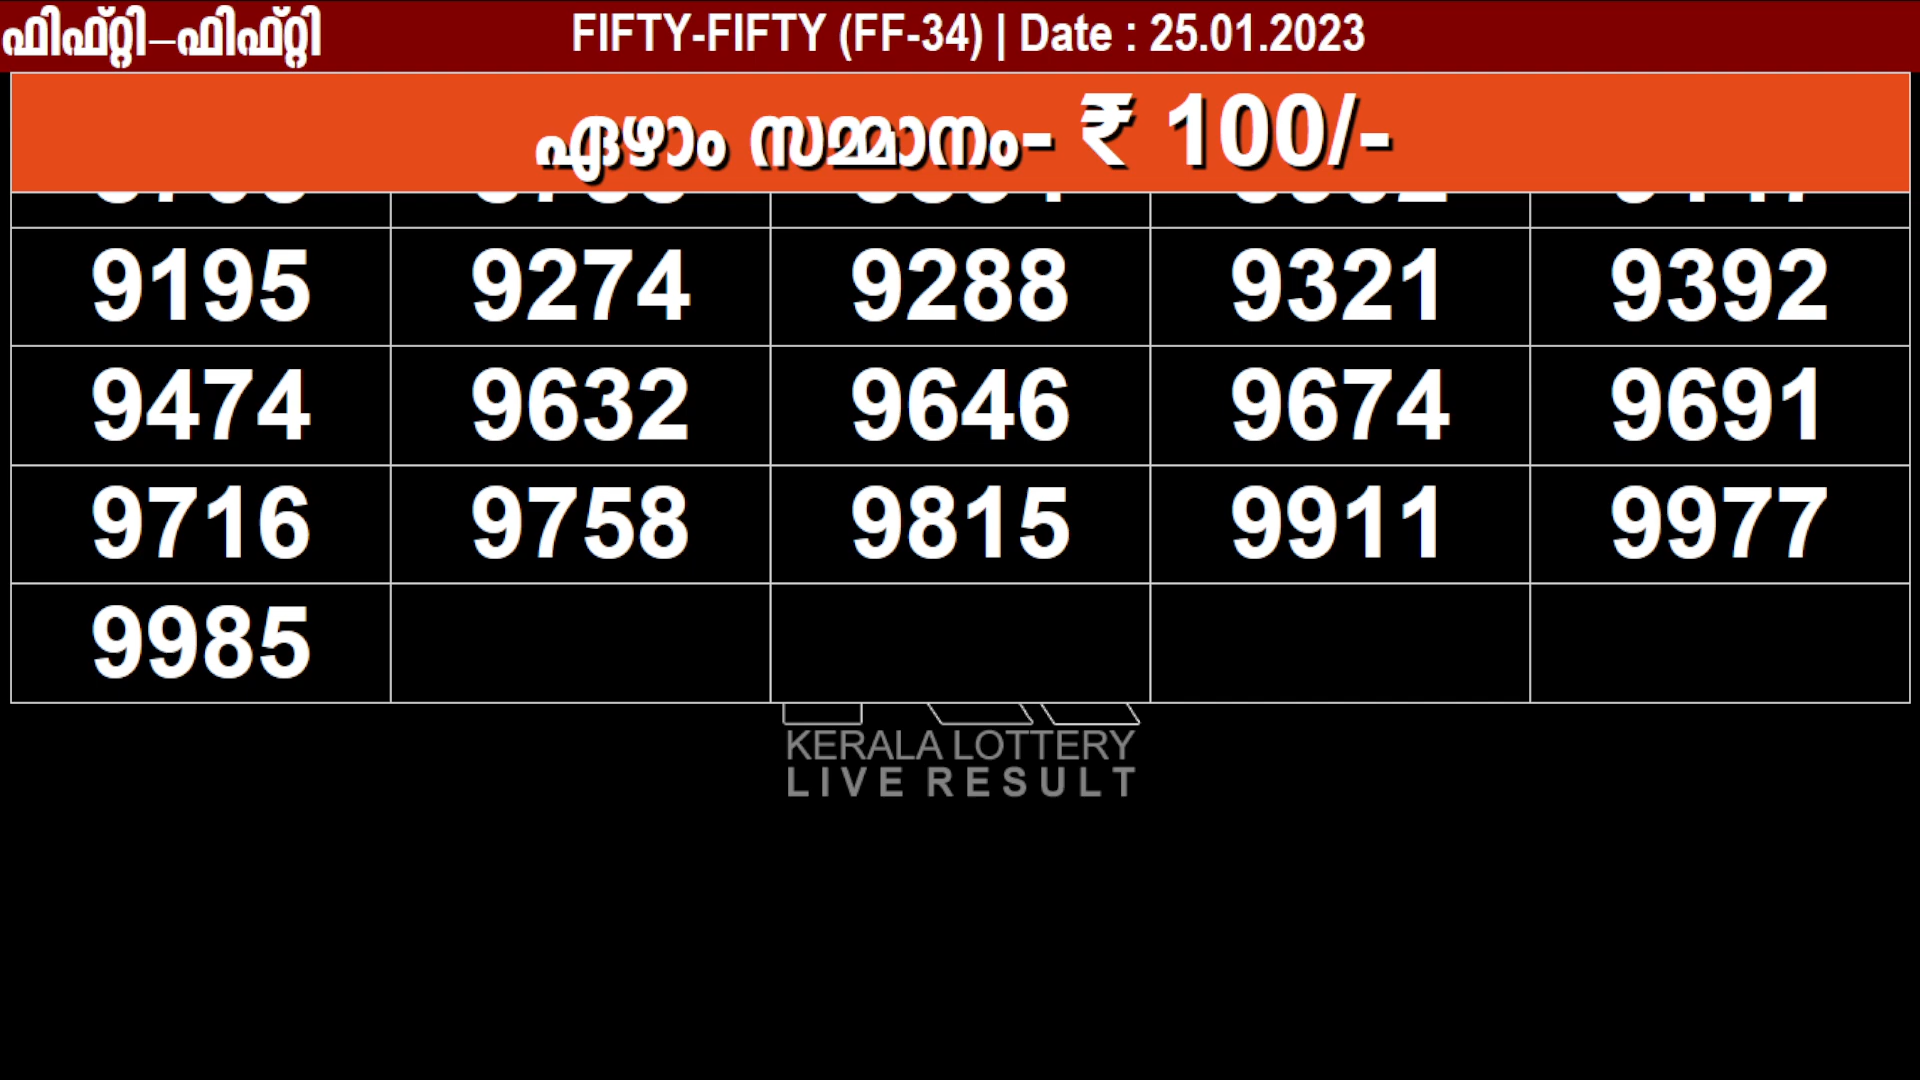 ഫിഫ്റ്റി-ഫിഫ്റ്റി FIFTY-FIFTY (FF-34) | Date : 25.01.2023
ഏഴാം സമ്മാനം- ₹ 100/-
9195 9274 9288 9321 9392
9474 9632 9646 9674 9691
9716 9758 9815 9911 9977
9985
KERALA LOTTERY
LIVE RESULT